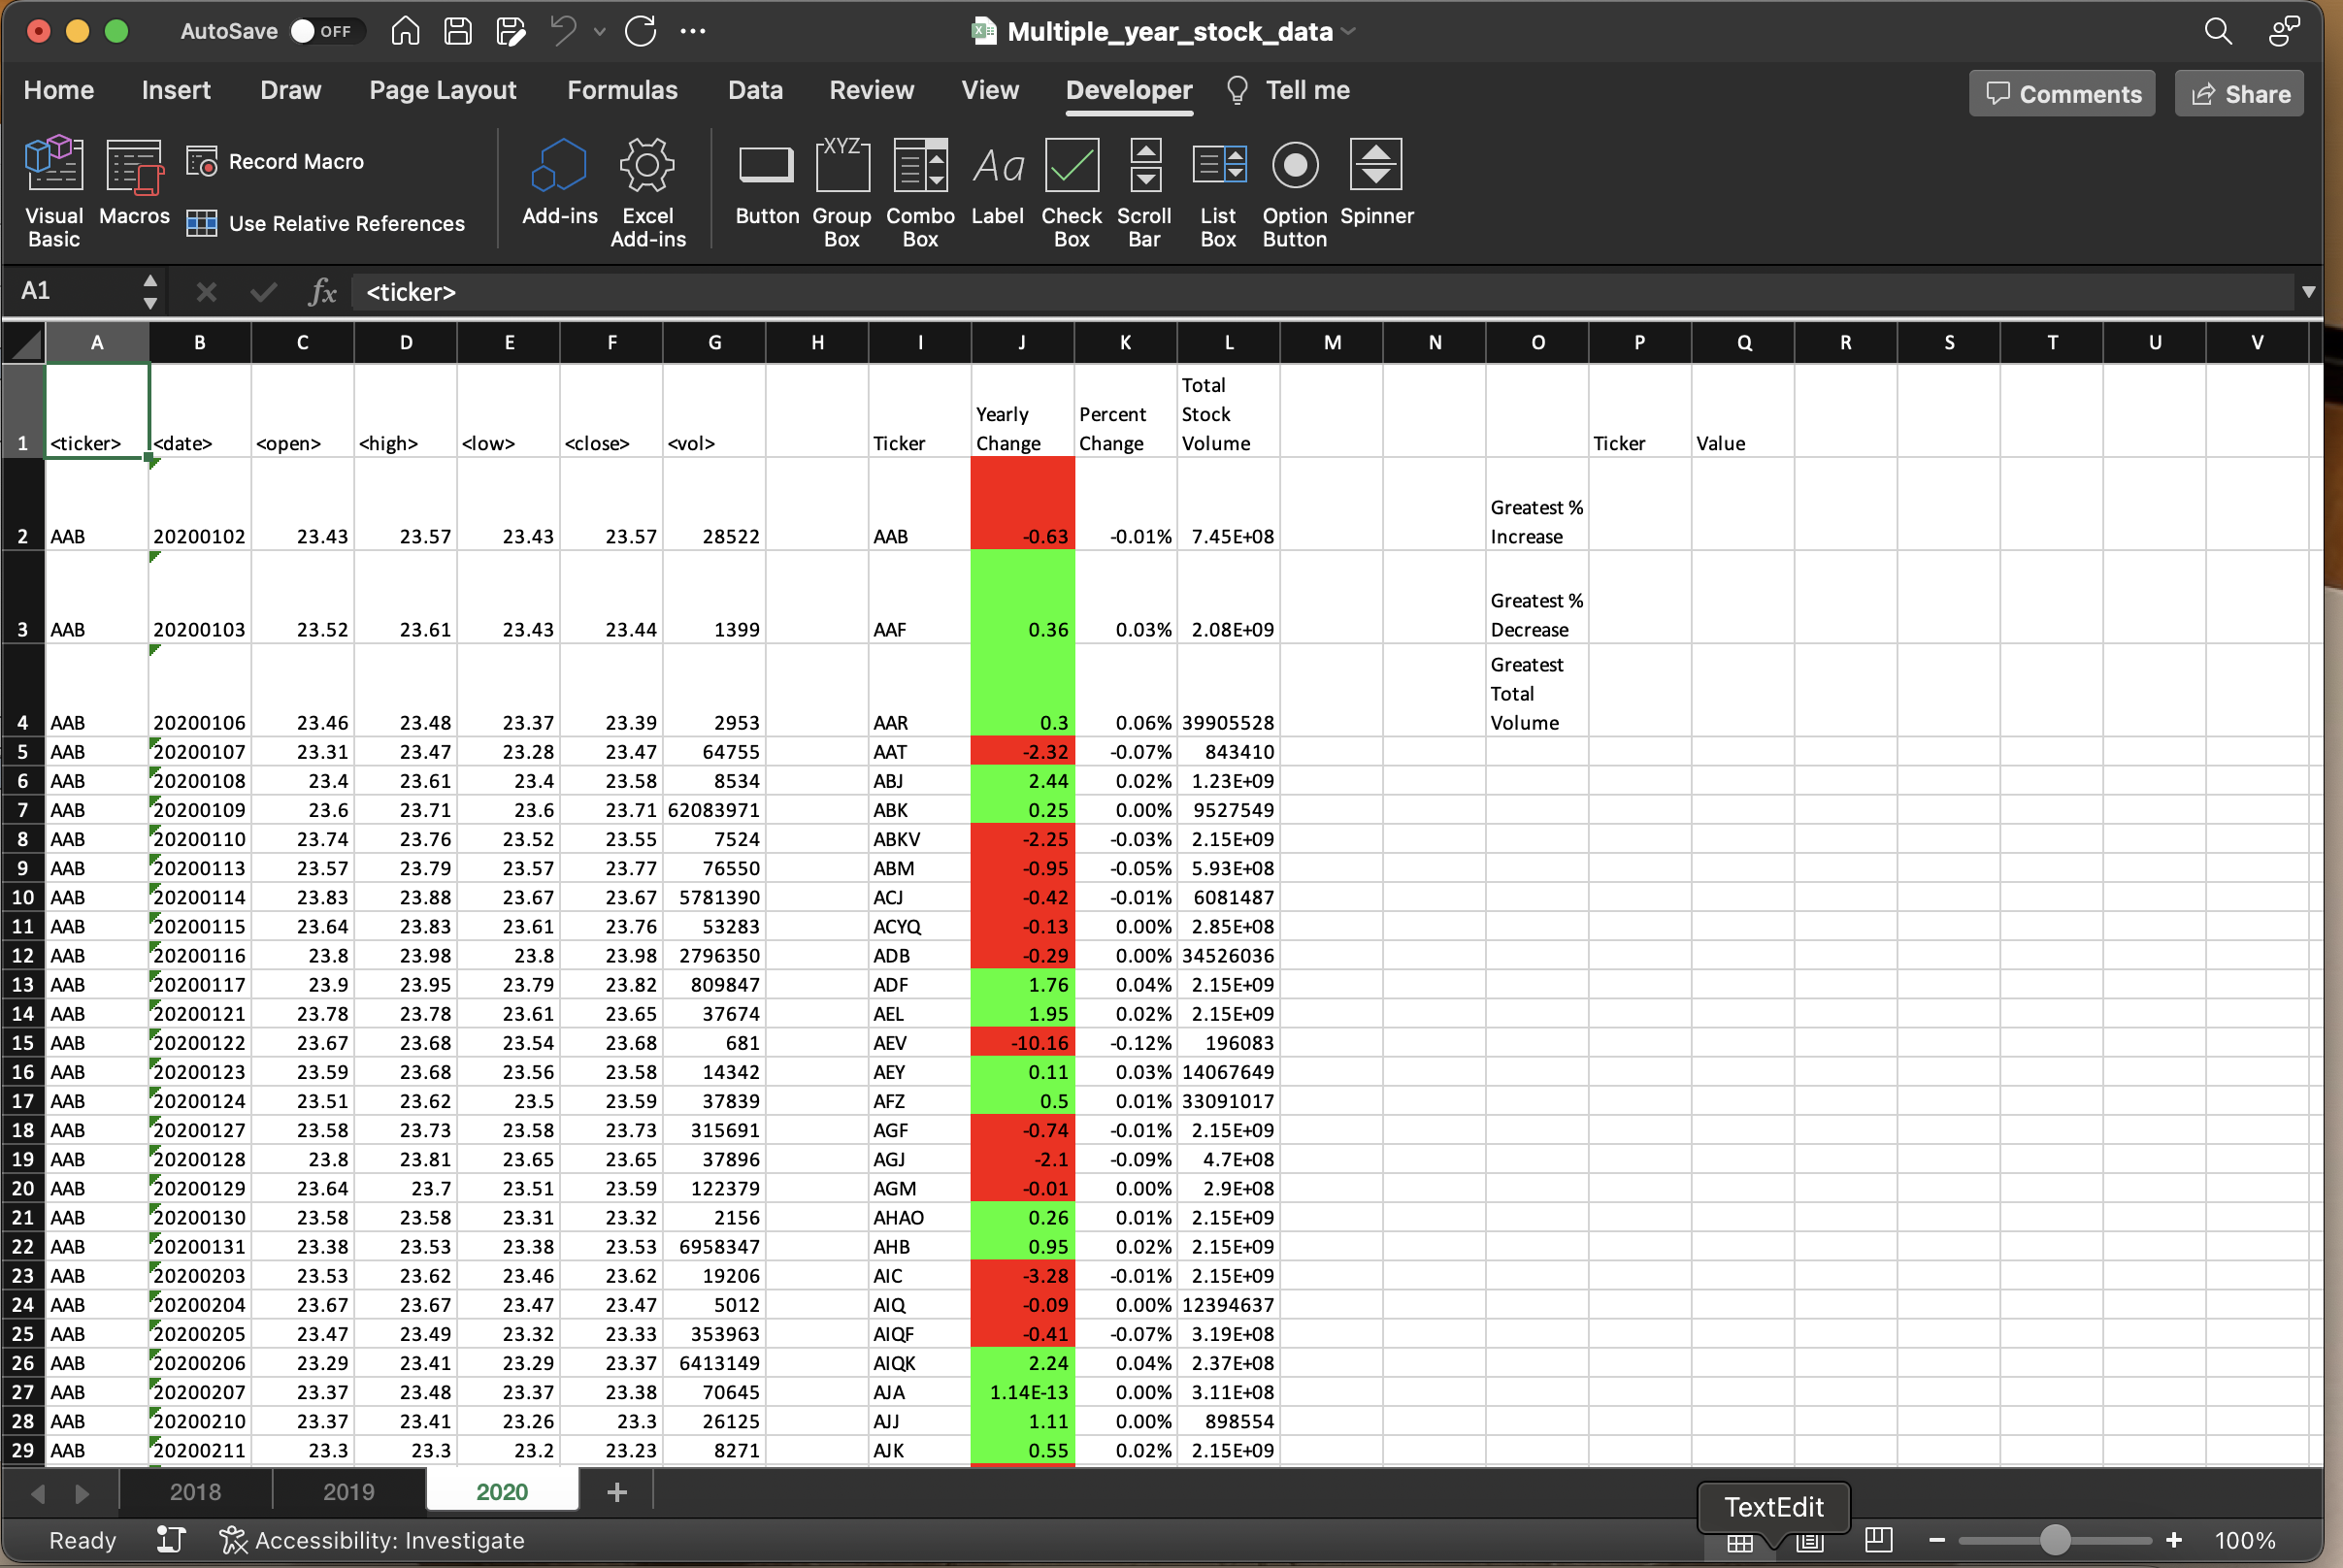 AutoSave OFF Multiple_year_stock_data
Home Insert Draw Page Layout Formulas Data Review View Developer Tell me Comments Share
Visual Basic
Macros
Record Macro
Use Relative References
Add-ins
Excel Add-ins
Button
Group Box
Combo Box
Label
Check Box
Scroll Bar
List Box
Option Button
Spinner
A1 fx <ticker>
A B C D E F G H I J K L M N O P Q R S T U V
1 <ticker> <date> <open> <high> <low> <close> <vol> Ticker Yearly Change Percent Change Total Stock Volume Ticker Value
2 AAB 20200102 23.43 23.57 23.43 23.57 28522 AAB -0.63 -0.01% 7.45E+08 Greatest % Increase
3 AAB 20200103 23.52 23.61 23.43 23.44 1399 AAF 0.36 0.03% 2.08E+09 Greatest % Decrease
4 AAB 20200106 23.46 23.48 23.37 23.39 2953 AAR 0.3 0.06% 39905528 Greatest Total Volume
5 AAB 20200107 23.31 23.47 23.28 23.47 64755 AAT -2.32 -0.07% 843410
6 AAB 20200108 23.4 23.61 23.4 23.58 8534 ABJ 2.44 0.02% 1.23E+09
7 AAB 20200109 23.6 23.71 23.6 23.71 62083971 ABK 0.25 0.00% 9527549
8 AAB 20200110 23.74 23.76 23.52 23.55 7524 ABKV -2.25 -0.03% 2.15E+09
9 AAB 20200113 23.57 23.79 23.57 23.77 76550 ABM -0.95 -0.05% 5.93E+08
10 AAB 20200114 23.83 23.88 23.67 23.67 5781390 ACJ -0.42 -0.01% 6081487
11 AAB 20200115 23.64 23.83 23.61 23.76 53283 ACYQ -0.13 0.00% 2.85E+08
12 AAB 20200116 23.8 23.98 23.8 23.98 2796350 ADB -0.29 0.00% 34526036
13 AAB 20200117 23.9 23.95 23.79 23.82 809847 ADF 1.76 0.04% 2.15E+09
14 AAB 20200121 23.78 23.78 23.61 23.65 37674 AEL 1.95 0.02% 2.15E+09
15 AAB 20200122 23.67 23.68 23.54 23.68 681 AEV -10.16 -0.12% 196083
16 AAB 20200123 23.59 23.68 23.56 23.58 14342 AEY 0.11 0.03% 14067649
17 AAB 20200124 23.51 23.62 23.5 23.59 37839 AFZ 0.5 0.01% 33091017
18 AAB 20200127 23.58 23.73 23.58 23.73 315691 AGF -0.74 -0.01% 2.15E+09
19 AAB 20200128 23.8 23.81 23.65 23.65 37896 AGJ -2.1 -0.09% 4.7E+08
20 AAB 20200129 23.64 23.7 23.51 23.59 122379 AGM -0.01 0.00% 2.9E+08
21 AAB 20200130 23.58 23.58 23.31 23.32 2156 AHAO 0.26 0.01% 2.15E+09
22 AAB 20200131 23.38 23.53 23.38 23.53 6958347 AHB 0.95 0.02% 2.15E+09
23 AAB 20200203 23.53 23.62 23.46 23.62 19206 AIC -3.28 -0.01% 2.15E+09
24 AAB 20200204 23.67 23.67 23.47 23.47 5012 AIQ -0.09 0.00% 12394637
25 AAB 20200205 23.47 23.49 23.32 23.33 353963 AIQF -0.41 -0.07% 3.19E+08
26 AAB 20200206 23.29 23.41 23.29 23.37 6413149 AIQK 2.24 0.04% 2.37E+08
27 AAB 20200207 23.37 23.48 23.37 23.38 70645 AJA 1.14E-13 0.00% 3.11E+08
28 AAB 20200210 23.37 23.41 23.26 23.3 26125 AJJ 1.11 0.00% 898554
29 AAB 20200211 23.3 23.3 23.2 23.23 8271 AJK 0.55 0.02% 2.15E+09
2018 2019 2020 +
TextEdit
Ready Accessibility: Investigate 100%